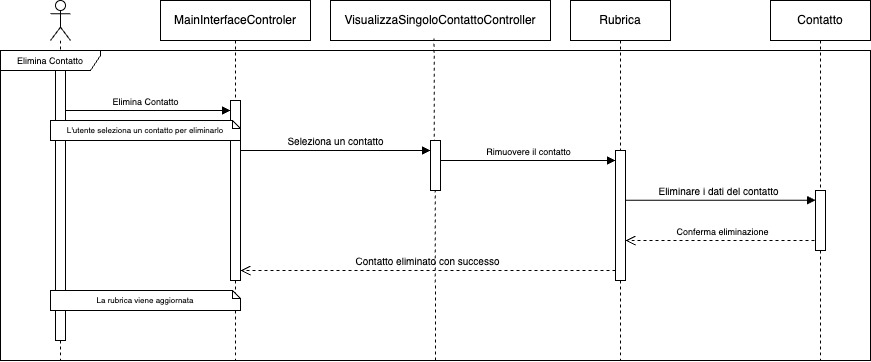 MainInterfaceControler
VisualizzaSingoloContattoController
Rubrica
Contatto
Elimina Contatto
Elimina Contatto
L'utente seleziona un contatto per eliminarlo
Seleziona un contatto
Rimuovere il contatto
Eliminare i dati del contatto
Conferma eliminazione
Contatto eliminato con successo
La rubrica viene aggiornata